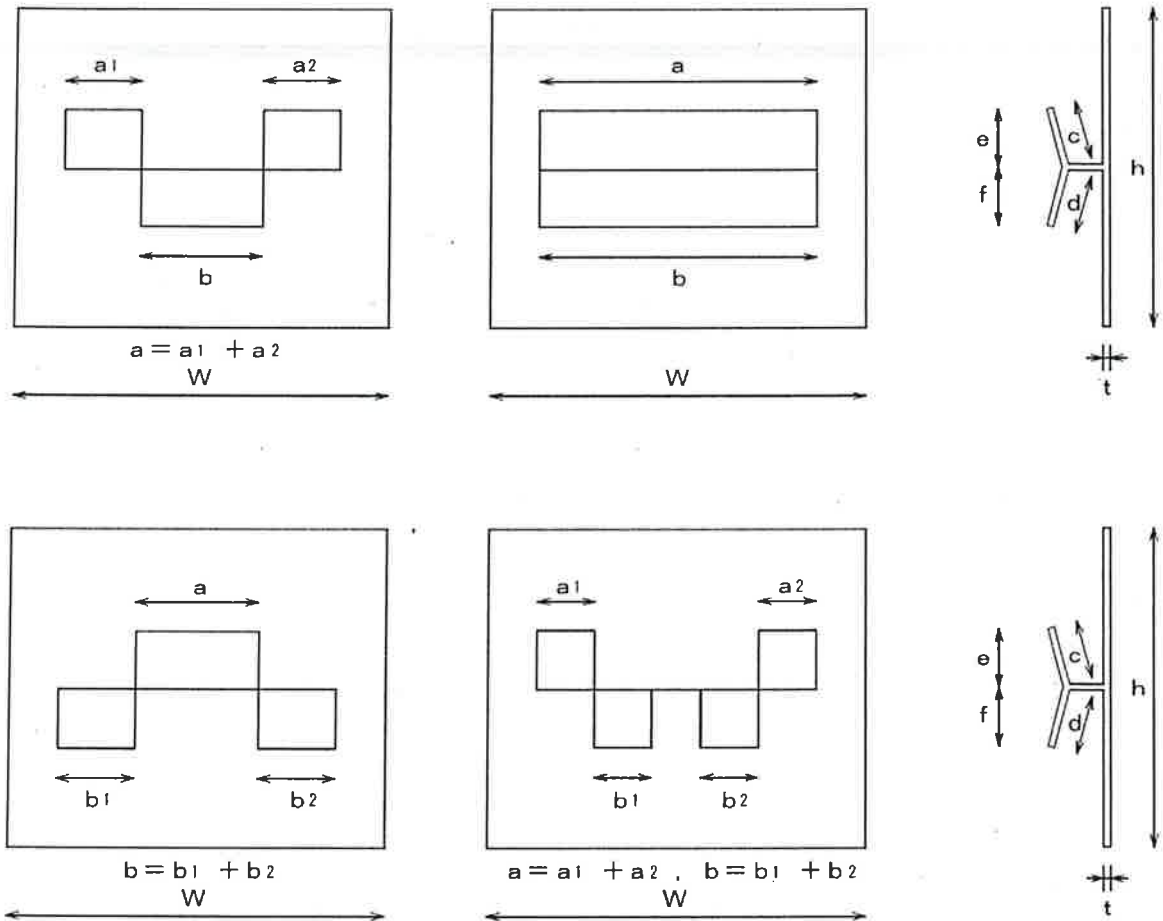 a1 a2
a
e
c
h
f
d
b
b
a = a1 + a2
W
W
t
a
a1 a2
e
c
h
f
d
b1 b2
b1 b2
b = b1 + b2
a = a1 + a2 , b = b1 + b2
W
W
t